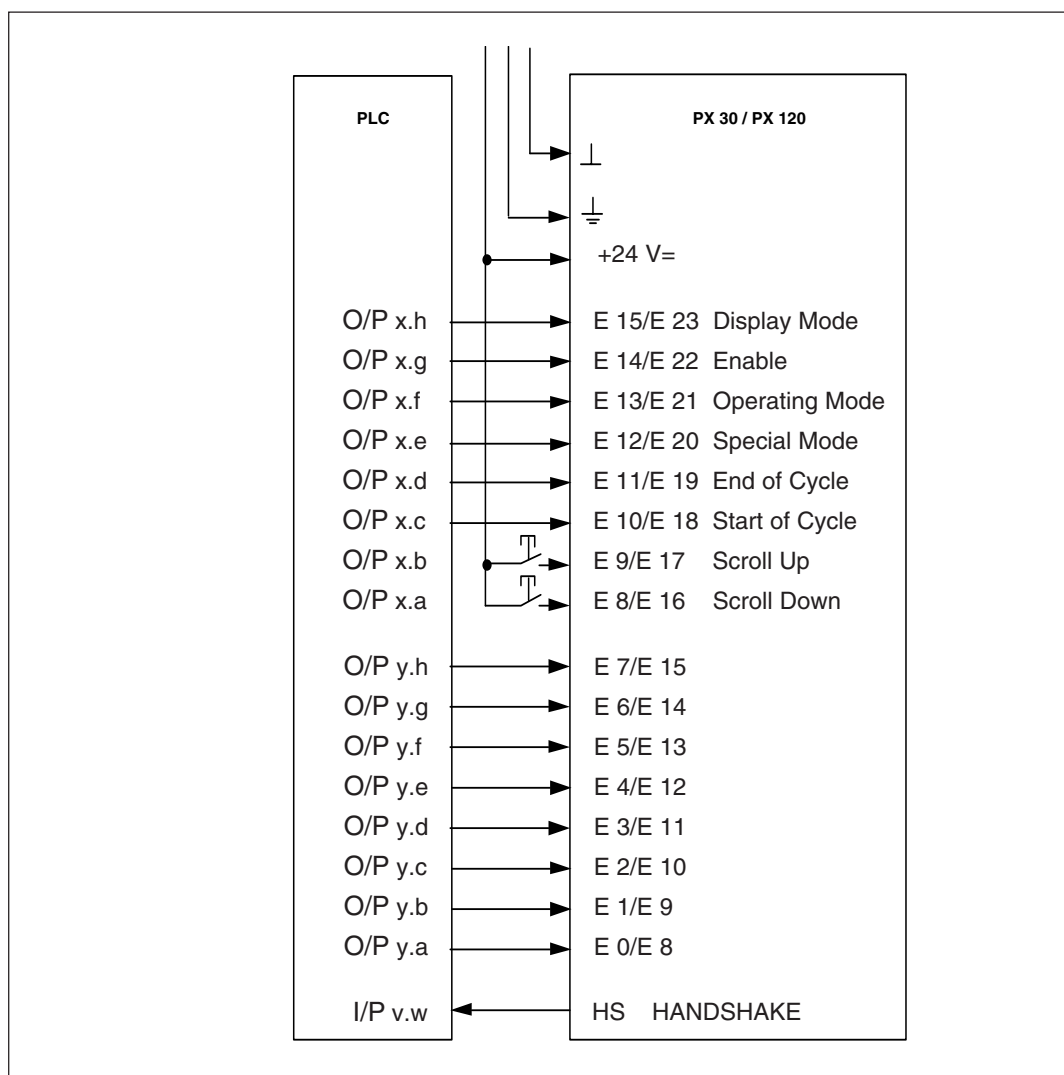 PLC PX 30 / PX 120
+24 V=
O/P x.h E 15/E 23 Display Mode
O/P x.g E 14/E 22 Enable
O/P x.f E 13/E 21 Operating Mode
O/P x.e E 12/E 20 Special Mode
O/P x.d E 11/E 19 End of Cycle
O/P x.c E 10/E 18 Start of Cycle
O/P x.b E 9/E 17 Scroll Up
O/P x.a E 8/E 16 Scroll Down
O/P y.h E 7/E 15
O/P y.g E 6/E 14
O/P y.f E 5/E 13
O/P y.e E 4/E 12
O/P y.d E 3/E 11
O/P y.c E 2/E 10
O/P y.b E 1/E 9
O/P y.a E 0/E 8
I/P v.w HS HANDSHAKE